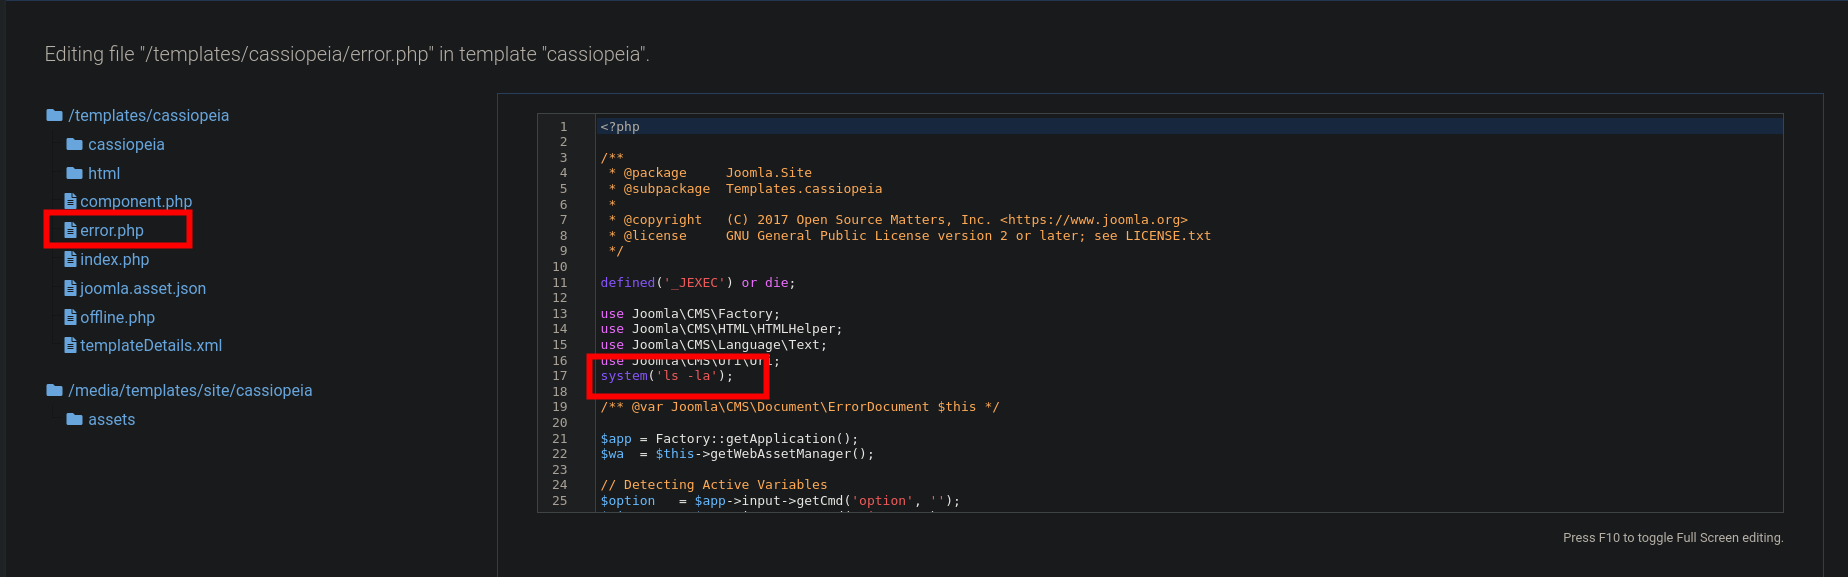 Editing file "/templates/cassiopeia/error.php" in template "cassiopeia".
/templates/cassiopeia
cassiopeia
html
component.php
error.php
index.php
joomla.asset.json
offline.php
templateDetails.xml
/media/templates/site/cassiopeia
assets
1 <?php
2
3 /**
4  * @package     Joomla.Site
5  * @subpackage  Templates.cassiopeia
6  *
7  * @copyright   (C) 2017 Open Source Matters, Inc. <https://www.joomla.org>
8  * @license     GNU General Public License version 2 or later; see LICENSE.txt
9  */
10
11 defined('_JEXEC') or die;
12
13 use Joomla\CMS\Factory;
14 use Joomla\CMS\HTML\HTMLHelper;
15 use Joomla\CMS\Language\Text;
16 use Joomla\CMS\Uri\Uri;
17 system('ls -la');
18
19 /** @var Joomla\CMS\Document\ErrorDocument $this */
20
21 $app = Factory::getApplication();
22 $wa  = $this->getWebAssetManager();
23
24 // Detecting Active Variables
25 $option   = $app->input->getCmd('option', '');
Press F10 to toggle Full Screen editing.